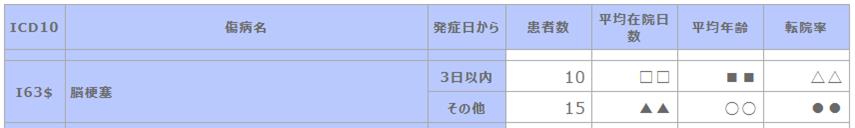 ICD10 傷病名 発症日から 患者数 平均在院日数 平均年齢 転院率
I63$ 脳梗塞 3日以内 10 □□ ■■ △△
その他 15 ▲▲ ○○ ●●